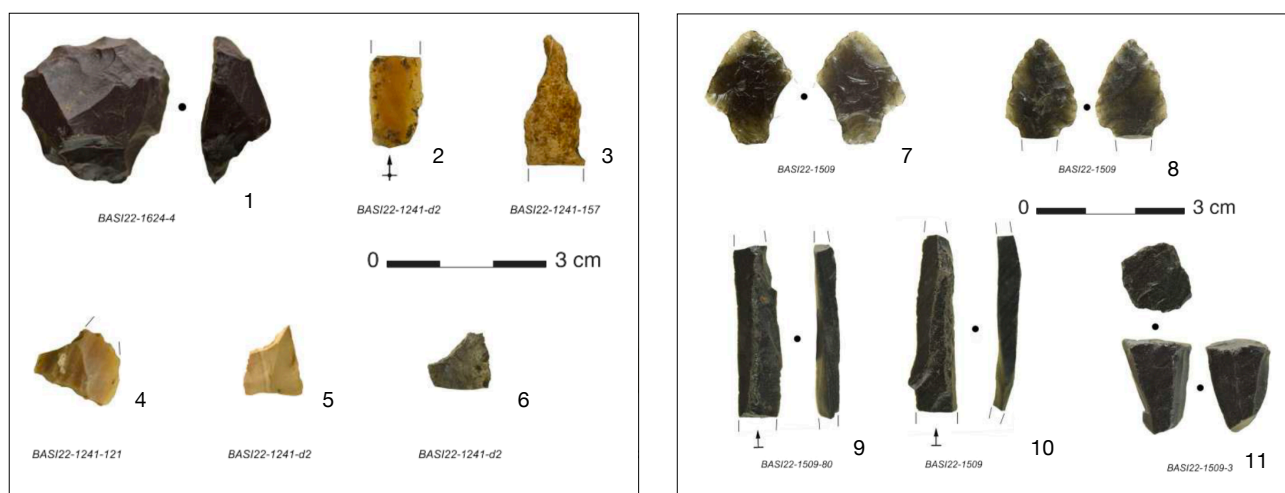 1
BASI22-1624-4
2
BASI22-1241-d2
3
BASI22-1241-157
0 3 cm
4
BASI22-1241-121
5
BASI22-1241-d2
6
BASI22-1241-d2
7
BASI22-1509
8
BASI22-1509
0 3 cm
9
BASI22-1509-80
10
BASI22-1509
11
BASI22-1509-3